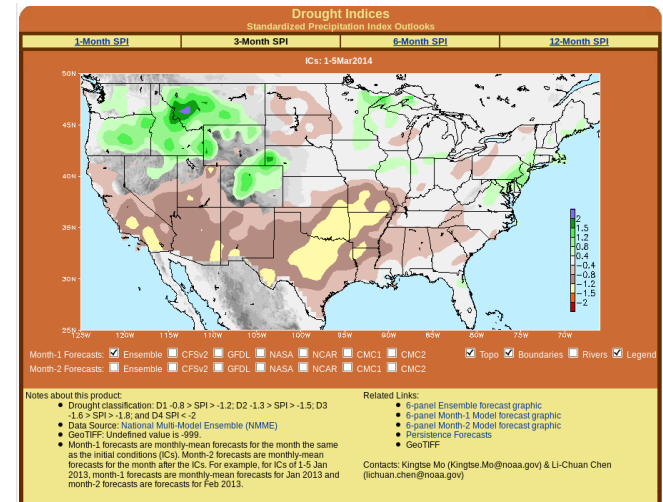 Drought Indices
Standardized Precipitation Index Outlooks
1-Month SPI 3-Month SPI 6-Month SPI 12-Month SPI
ICs: 1-5Mar2014
50N
45N
40N
35N
30N
25N
125W 120W 115W 110W 105W 100W 95W 90W 85W 80W 75W 70W
2
1.5
1.2
0.8
0.4
-0.4
-0.8
-1.2
-1.5
-2
Month-1 Forecasts: Ensemble CFSv2 GFDL NASA NCAR CMC1 CMC2 Topo Boundaries Rivers Legend
Month-2 Forecasts: Ensemble CFSv2 GFDL NASA NCAR CMC1 CMC2
Notes about this product:
Drought classification: D1 -0.8 > SPI > -1.2; D2 -1.3 > SPI > -1.5; D3
-1.6 > SPI > -1.8; and D4 SPI < -2
Data Source: National Multi-Model Ensemble (NMME)
GeoTIFF: Undefined value is -999.
Month-1 forecasts are monthly-mean forecasts for the month the same
as the initial conditions (ICs). Month-2 forecasts are monthly-mean
forecasts for the month after the ICs. For example, for ICs of 1-5 Jan
2013, month-1 forecasts are monthly-mean forecasts for Jan 2013 and
month-2 forecasts are forecasts for Feb 2013.
Related Links:
6-panel Ensemble forecast graphic
6-panel Month-1 Model forecast graphic
6-panel Month-2 Model forecast graphic
Persistence Forecasts
GeoTIFF
Contacts: Kingtse Mo (Kingtse.Mo@noaa.gov) & Li-Chuan Chen
(lichuan.chen@noaa.gov)